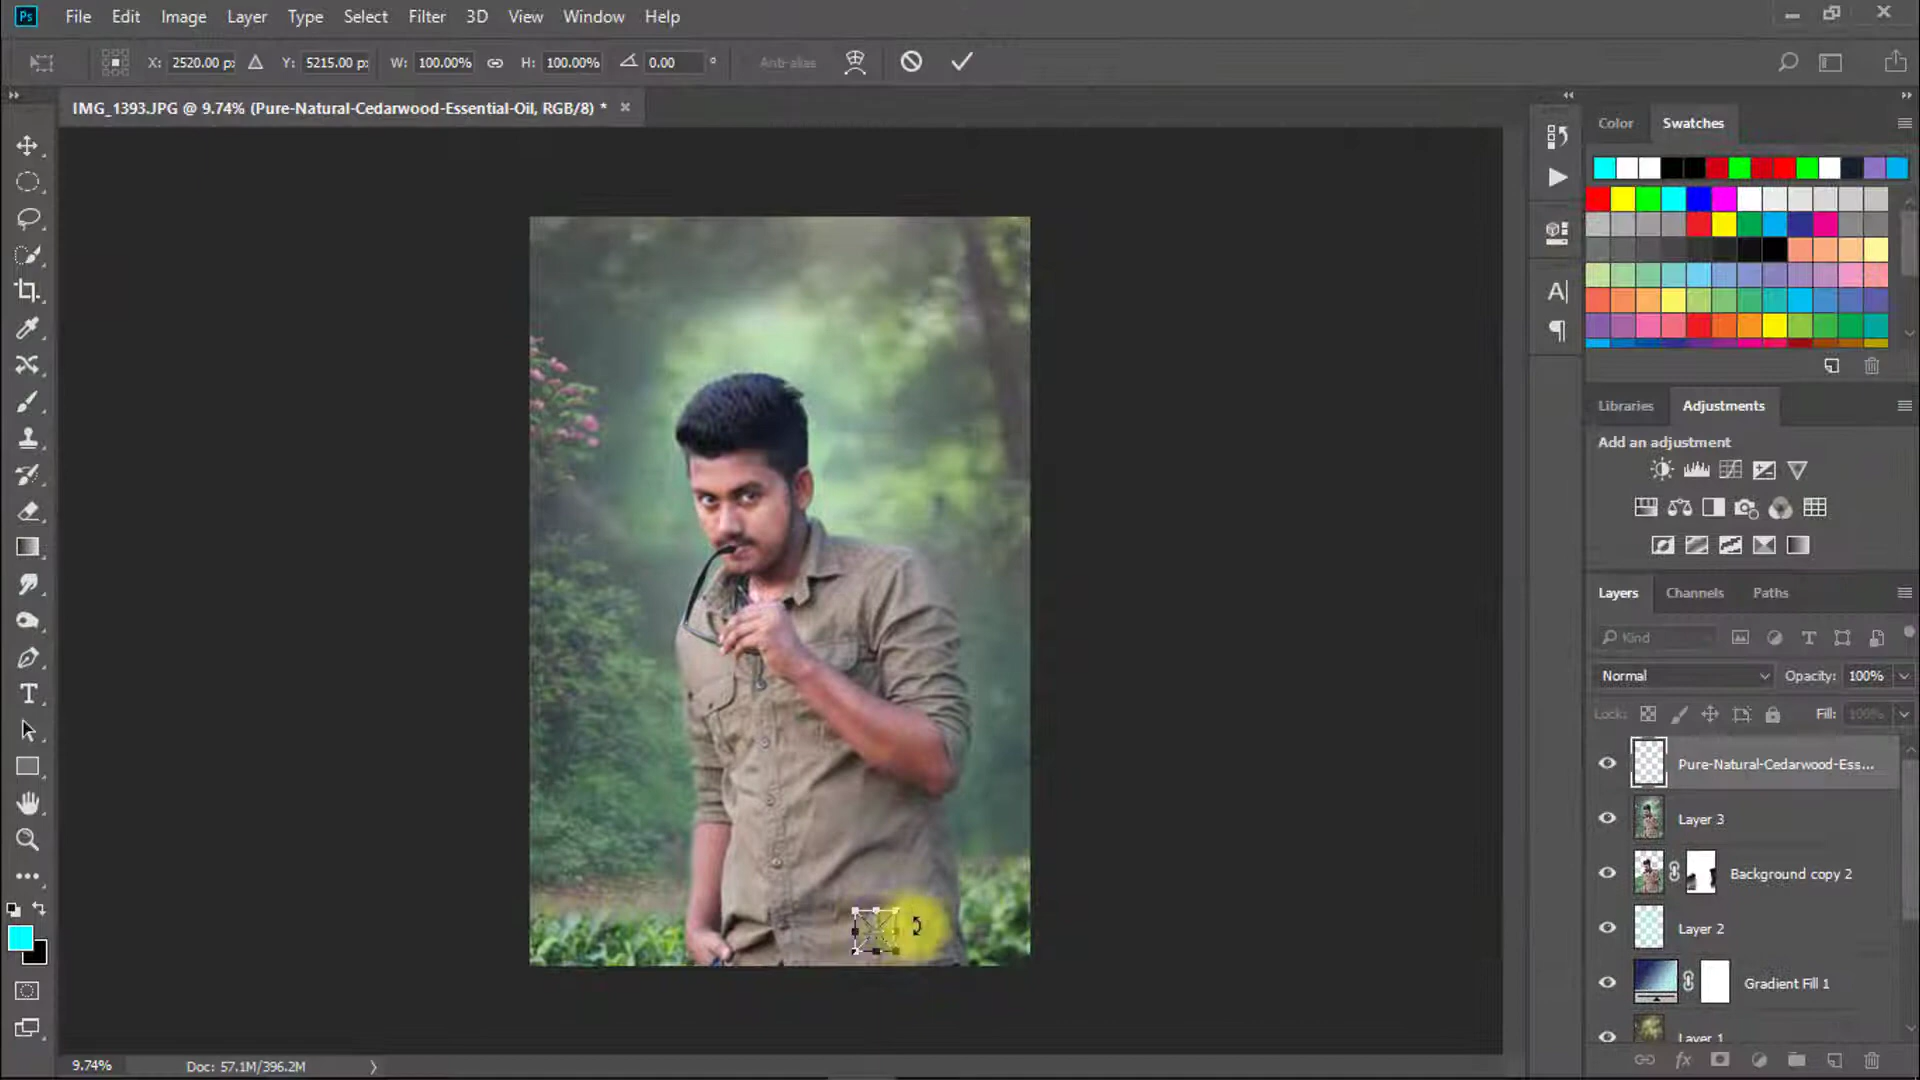 Ps File Edit Image Layer Type Select Filter 3D View Window Help
X: 2520.00 px Y: 5215.00 px W: 100.00% H: 100.00% 0.00 ° Anti-alias
IMG_1393.JPG @ 9.74% (Pure-Natural-Cedarwood-Essential-Oil, RGB/8) * ×
Color Swatches
Libraries Adjustments
Add an adjustment
Layers Channels Paths
Kind
Normal Opacity: 100%
Lock: Fill: 100%
Pure-Natural-Cedarwood-Ess...
Layer 3
Background copy 2
Layer 2
Gradient Fill 1
Layer 1
9.74% Doc: 57.1M/396.2M